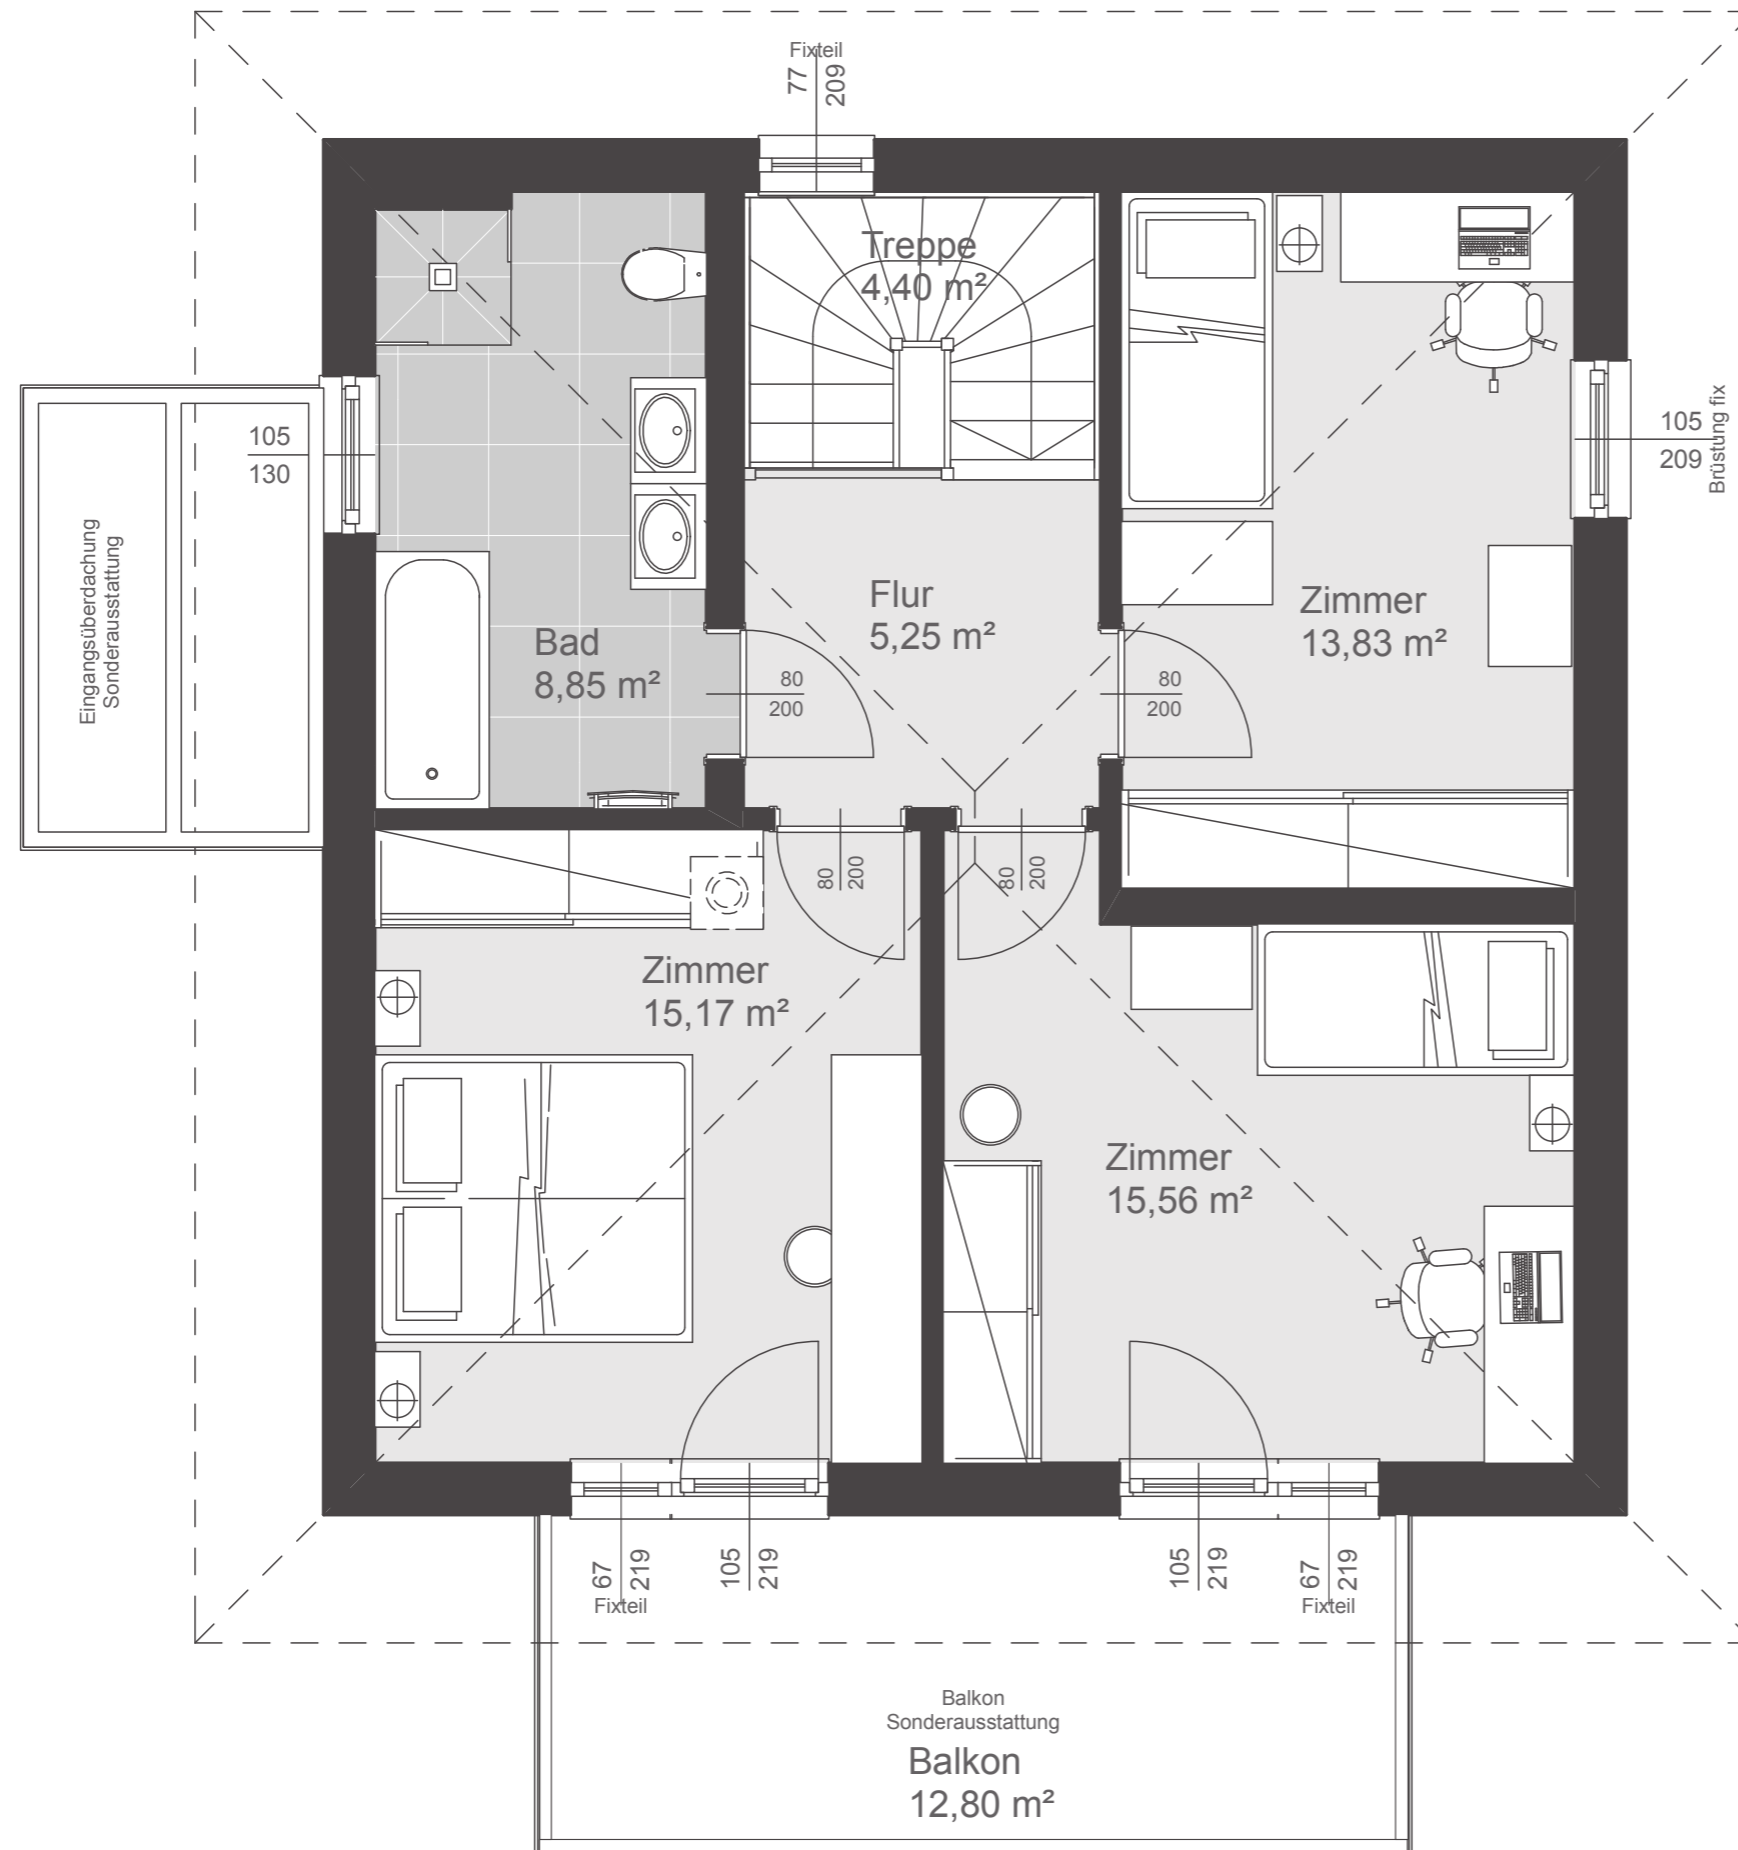 Fixteil
77
209
Treppe
4,40 m²
105
130
105
209
Brüstung fix
Eingangsüberdachung
Sonderausstattung
Flur
5,25 m²
Zimmer
13,83 m²
Bad
8,85 m²
80
200
80
200
80
200
80
200
Zimmer
15,17 m²
Zimmer
15,56 m²
67
219
Fixteil
105
219
105
219
67
219
Fixteil
Balkon
Sonderausstattung
Balkon
12,80 m²